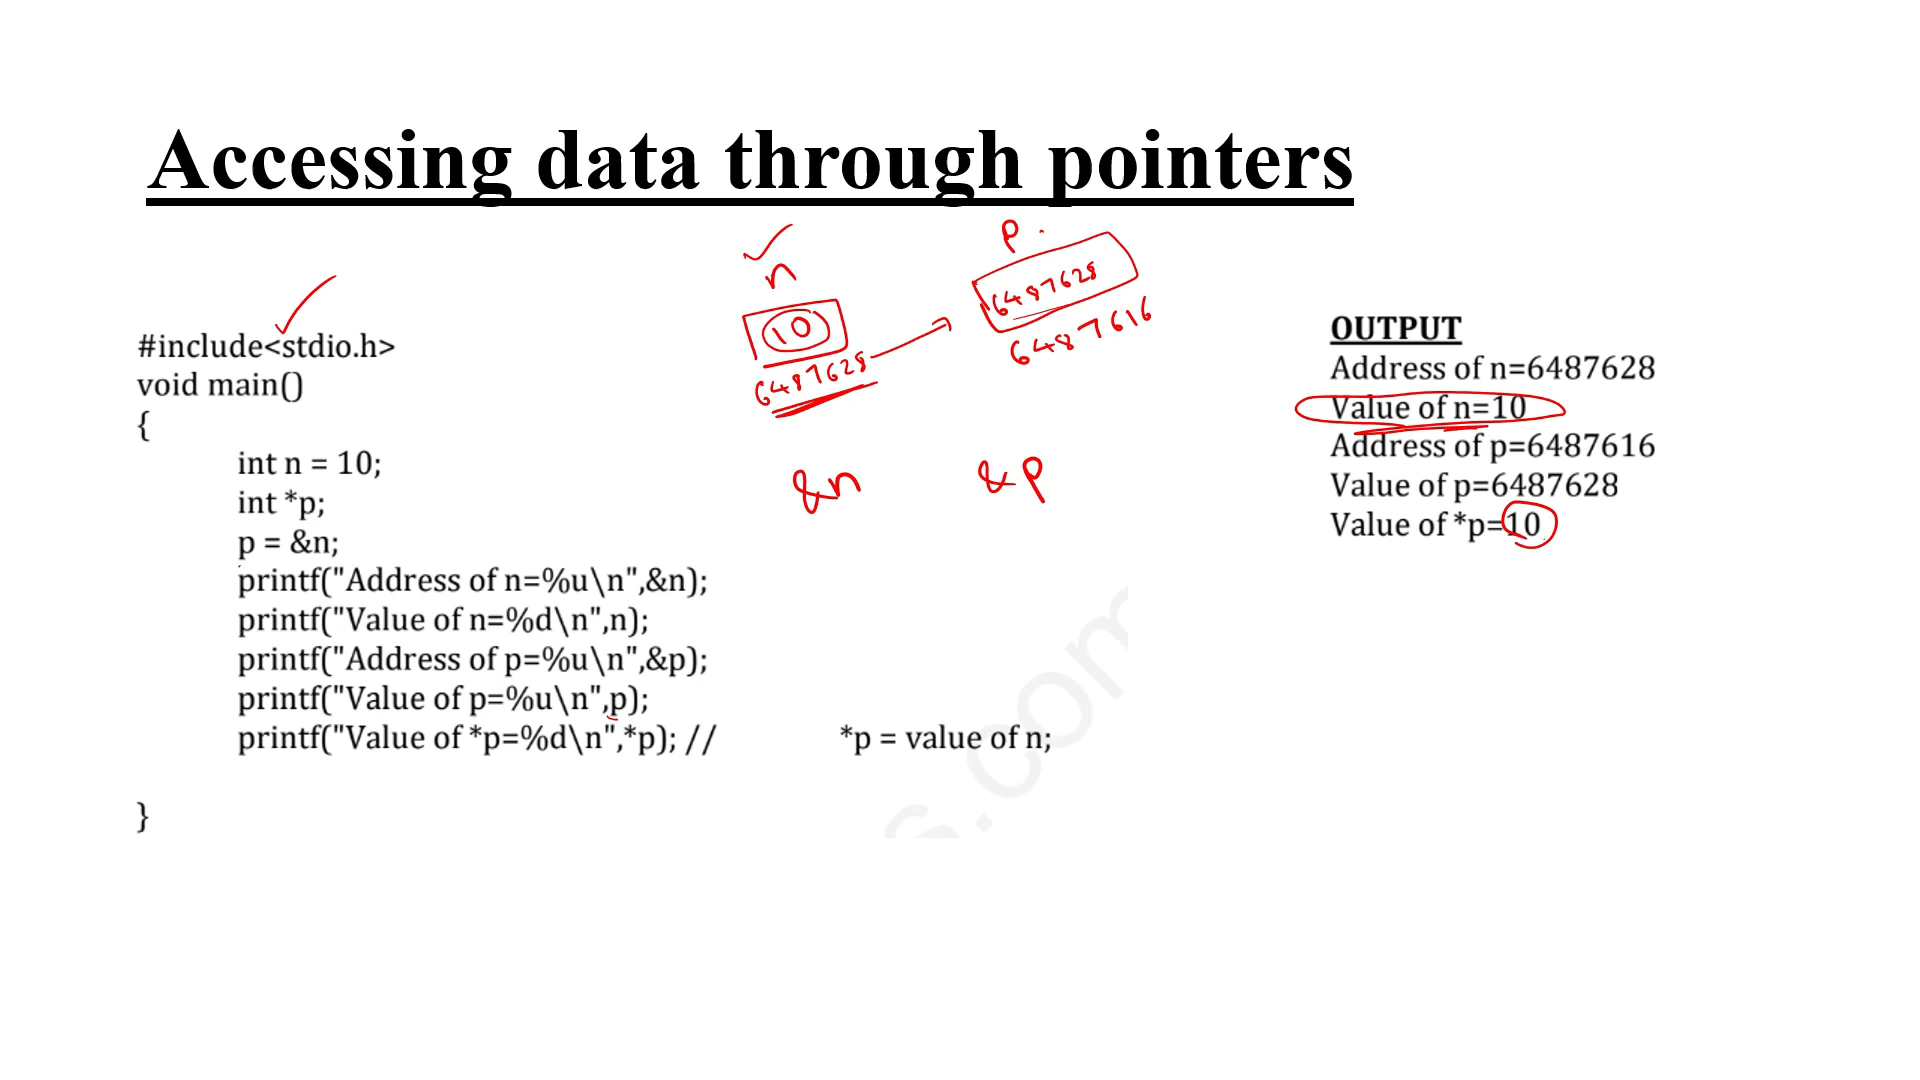 Accessing data through pointers
n
10
6487628
p.
6487628
6487616
&n &p
#include<stdio.h>
void main()
{
int n = 10;
int *p;
p = &n;
printf("Address of n=%u\n",&n);
printf("Value of n=%d\n",n);
printf("Address of p=%u\n",&p);
printf("Value of p=%u\n",p);
printf("Value of *p=%d\n",*p); // *p = value of n;
}
OUTPUT
Address of n=6487628
Value of n=10
Address of p=6487616
Value of p=6487628
Value of *p=10
s.com